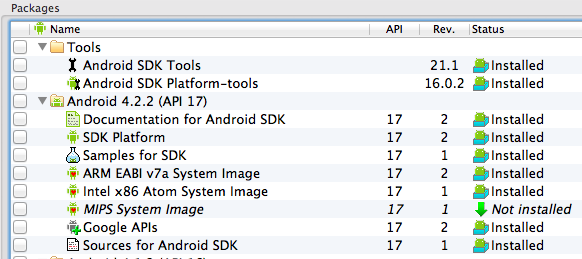 Packages
Name API Rev. Status
Tools
Android SDK Tools 21.1 Installed
Android SDK Platform-tools 16.0.2 Installed
Android 4.2.2 (API 17)
Documentation for Android SDK 17 2 Installed
SDK Platform 17 2 Installed
Samples for SDK 17 1 Installed
ARM EABI v7a System Image 17 2 Installed
Intel x86 Atom System Image 17 1 Installed
MIPS System Image 17 1 Not installed
Google APIs 17 2 Installed
Sources for Android SDK 17 1 Installed